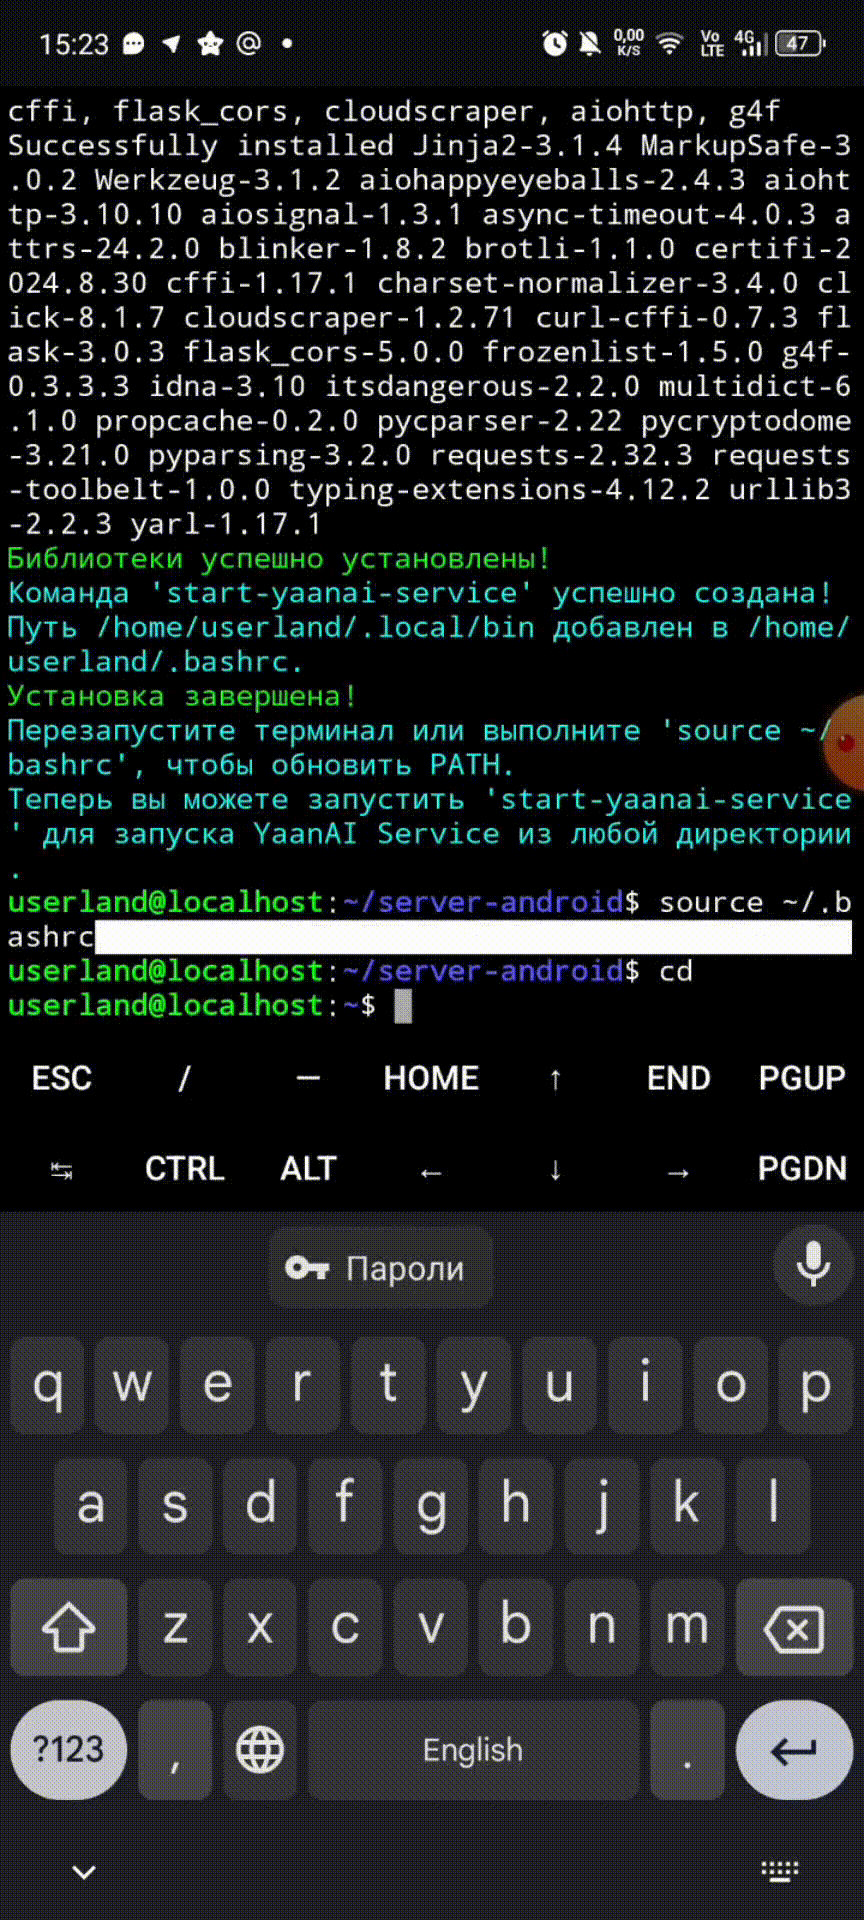 15:23 @ 0,00 K/S Vo LTE 4G 47
cffi, flask_cors, cloudscraper, aiohttp, g4f
Successfully installed Jinja2-3.1.4 MarkupSafe-3
.0.2 Werkzeug-3.1.2 aiohappyeyeballs-2.4.3 aioht
tp-3.10.10 aiosignal-1.3.1 async-timeout-4.0.3 a
ttrs-24.2.0 blinker-1.8.2 brotli-1.1.0 certifi-2
024.8.30 cffi-1.17.1 charset-normalizer-3.4.0 cl
ick-8.1.7 cloudscraper-1.2.71 curl-cffi-0.7.3 fl
ask-3.0.3 flask_cors-5.0.0 frozenlist-1.5.0 g4f-
0.3.3.3 idna-3.10 itsdangerous-2.2.0 multidict-6
.1.0 propcache-0.2.0 pycparser-2.22 pycryptodome
-3.21.0 pyparsing-3.2.0 requests-2.32.3 requests
-toolbelt-1.0.0 typing-extensions-4.12.2 urllib3
-2.2.3 yarl-1.17.1
Библиотеки успешно установлены!
Команда 'start-yaanai-service' успешно создана!
Путь /home/userland/.local/bin добавлен в /home/
userland/.bashrc.
Установка завершена!
Перезапустите терминал или выполните 'source ~/
bashrc', чтобы обновить PATH.
Теперь вы можете запустить 'start-yaanai-service
' для запуска YaanAI Service из любой директории
.
userland@localhost:~/server-android$ source ~/.b
ashrc
userland@localhost:~/server-android$ cd
userland@localhost:~$
ESC / — HOME ↑ END PGUP
↹ CTRL ALT ← ↓ → PGDN
Пароли
q w e r t y u i o p
a s d f g h j k l
z x c v b n m
?123 , English .